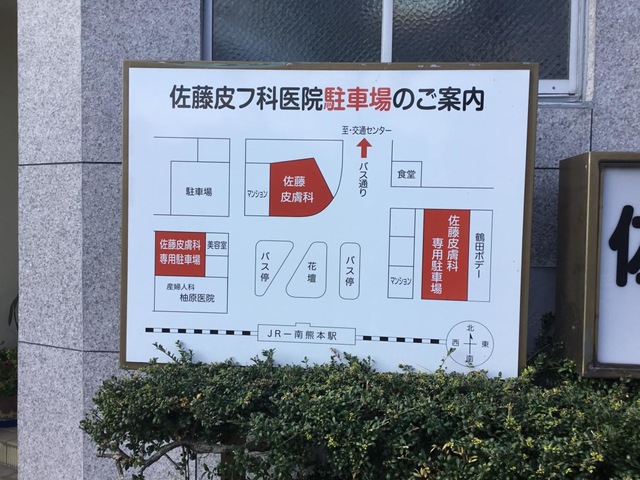 佐藤皮フ科医院駐車場のご案内
至・交通センター
バス通り
駐車場
マンション
佐藤
皮膚科
食堂
佐藤皮膚科
専用駐車場
美容室
産婦人科
柚原医院
バス停
花壇
バス停
マンション
佐藤皮膚科
専用駐車場
鶴田ボデー
JR－南熊本駅
北
西
東